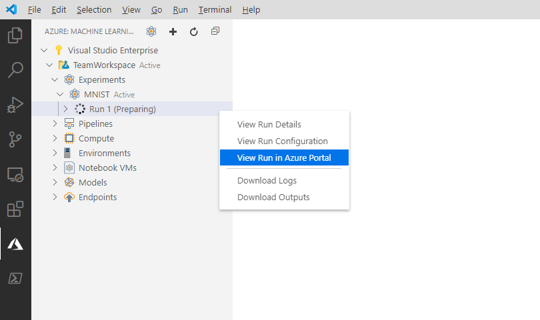 File Edit Selection View Go Run Terminal Help
AZURE: MACHINE LEARNI...
Visual Studio Enterprise
TeamWorkspace Active
Experiments
MNIST Active
Run 1 (Preparing)
View Run Details
Pipelines
View Run Configuration
Compute
View Run in Azure Portal
Environments
Notebook VMs
Download Logs
Models
Download Outputs
Endpoints